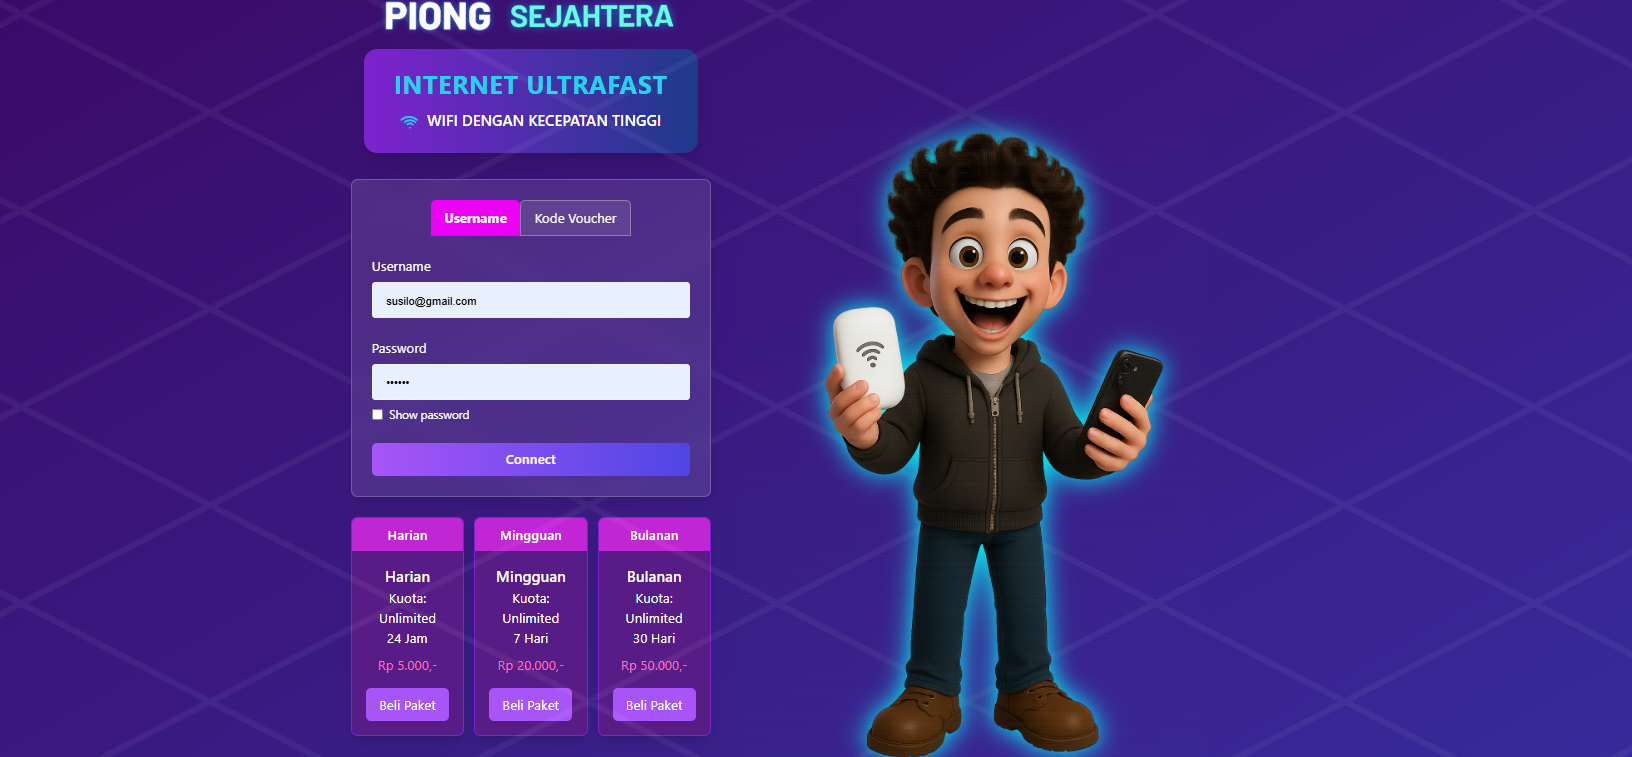 PIONG SEJAHTERA
INTERNET ULTRAFAST
WIFI DENGAN KECEPATAN TINGGI
Username
Kode Voucher
Username
susilo@gmail.com
Password
••••••
Show password
Connect
Harian
Harian
Kuota:
Unlimited
24 Jam
Rp 5.000,-
Beli Paket
Mingguan
Mingguan
Kuota:
Unlimited
7 Hari
Rp 20.000,-
Beli Paket
Bulanan
Bulanan
Kuota:
Unlimited
30 Hari
Rp 50.000,-
Beli Paket